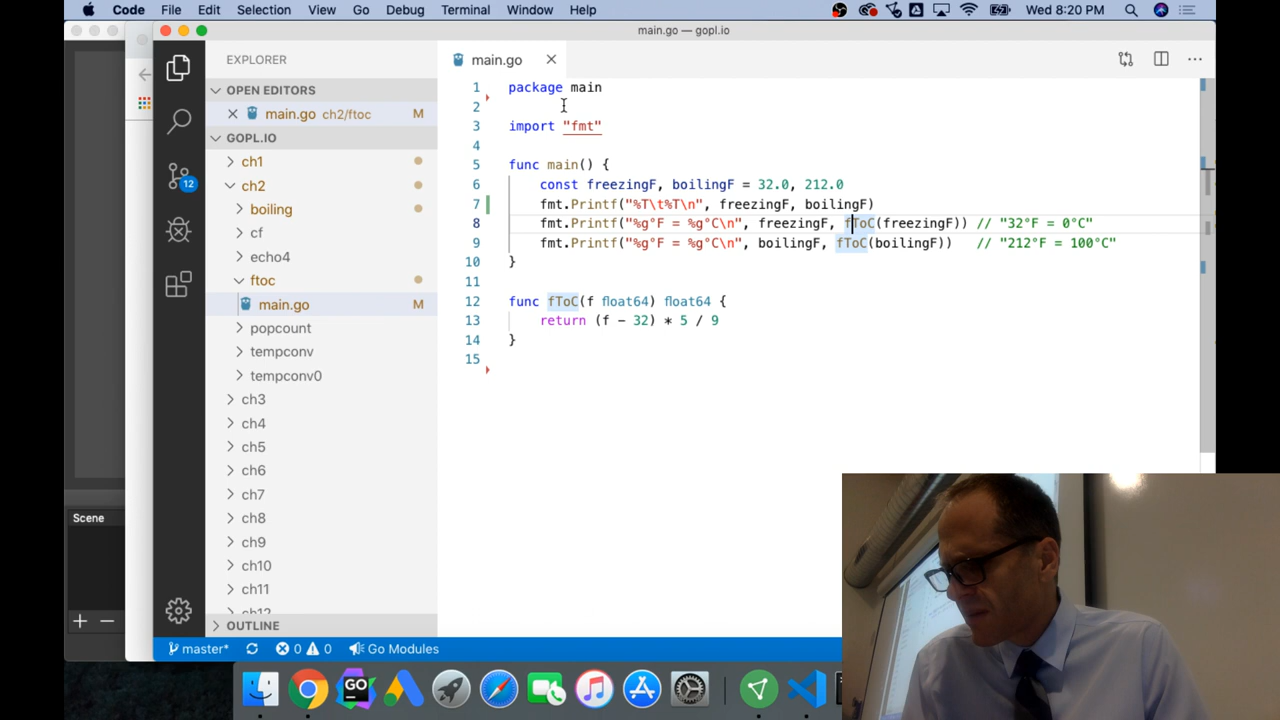 Code File Edit Selection View Go Debug Terminal Window Help Wed 8:20 PM
main.go — gopl.io
EXPLORER
OPEN EDITORS
main.go ch2/ftoc M
GOPL.IO
ch1
ch2
boiling
cf
echo4
ftoc
main.go M
popcount
tempconv
tempconv0
ch3
ch4
ch5
ch6
ch7
ch8
ch9
ch10
ch11
ch12
OUTLINE
12
main.go
1 package main
2
3 import "fmt"
4
5 func main() {
6 const freezingF, boilingF = 32.0, 212.0
7 fmt.Printf("%T\t%T\n", freezingF, boilingF)
8 fmt.Printf("%g°F = %g°C\n", freezingF, fToC(freezingF)) // "32°F = 0°C"
9 fmt.Printf("%g°F = %g°C\n", boilingF, fToC(boilingF)) // "212°F = 100°C"
10 }
11
12 func fToC(f float64) float64 {
13 return (f - 32) * 5 / 9
14 }
15
Scene
master* 0 0 Go Modules
GO